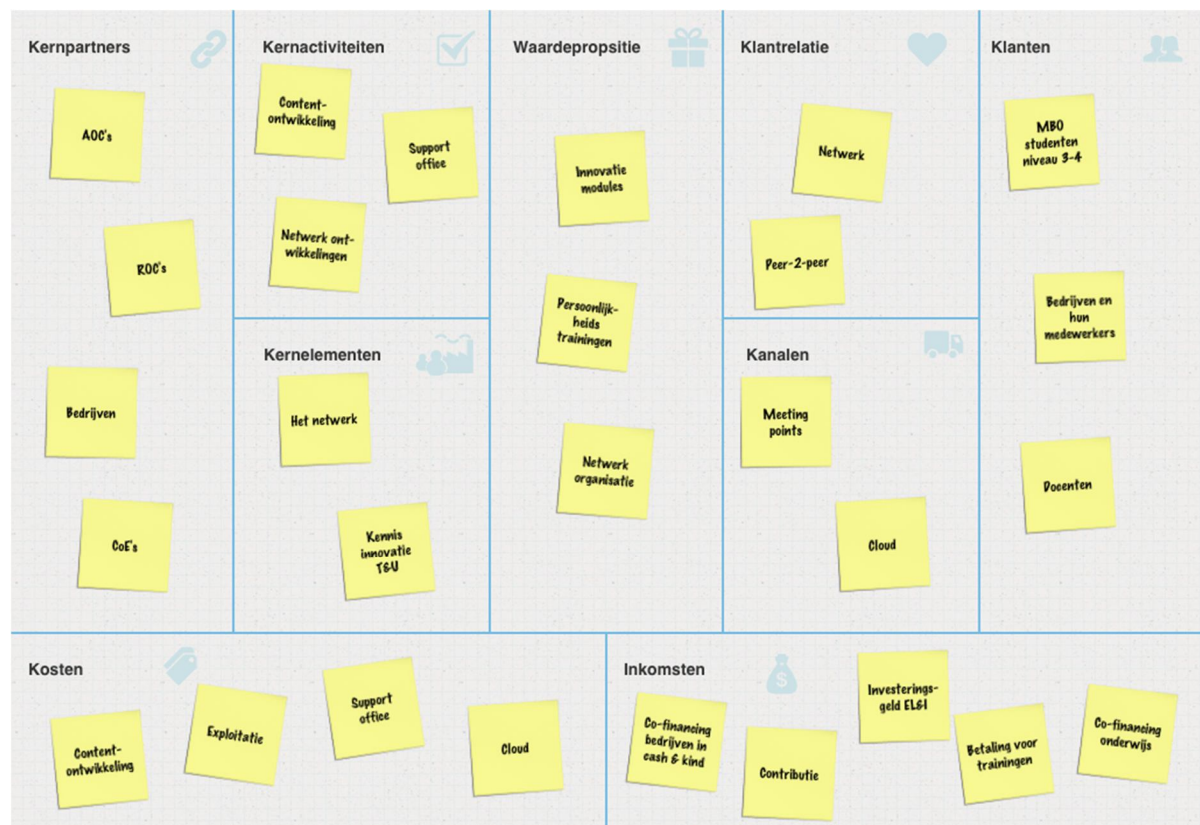 Kernpartners
AOC's
ROC's
Bedrijven
CoE's
Kernactiviteiten
Content-
ontwikkeling
Support
office
Netwerk ont-
wikkelingen
Kernelementen
Het netwerk
Kennis
innovatie
T&U
Waardepropsitie
Innovatie
modules
Persoonlijk-
heids
trainingen
Netwerk
organisatie
Klantrelatie
Netwerk
Peer-2-peer
Kanalen
Meeting
points
Cloud
Klanten
MBO
studenten
niveau 3-4
Bedrijven en
hun
medewerkers
Docenten
Kosten
Content-
ontwikkeling
Exploitatie
Support
office
Cloud
Inkomsten
$
Co-financing
bedrijven in
cash & kind
Contributie
Investerings-
geld EL&I
Betaling voor
trainingen
Co-financing
onderwijs